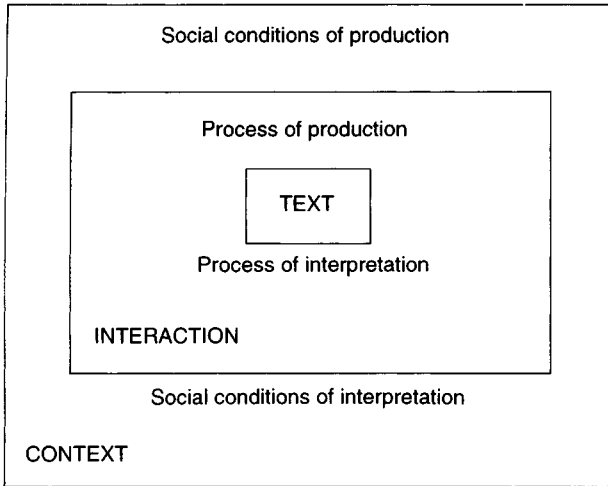 Social conditions of production
Process of production
TEXT
Process of interpretation
INTERACTION
Social conditions of interpretation
CONTEXT